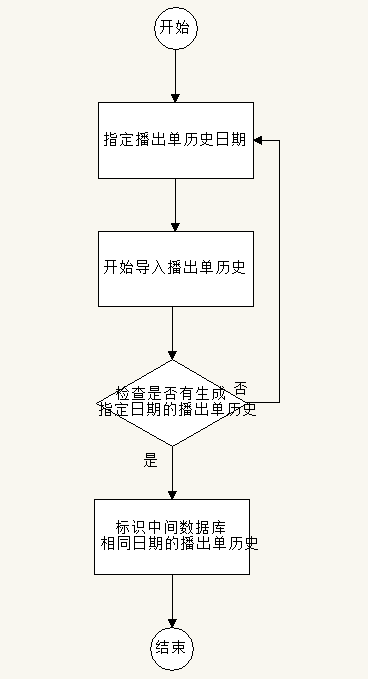 开始
指定播出单历史日期
开始导入播出单历史
检查是否有生成
指定日期的播出单历史
否
是
标识中间数据库
相同日期的播出单历史
结束